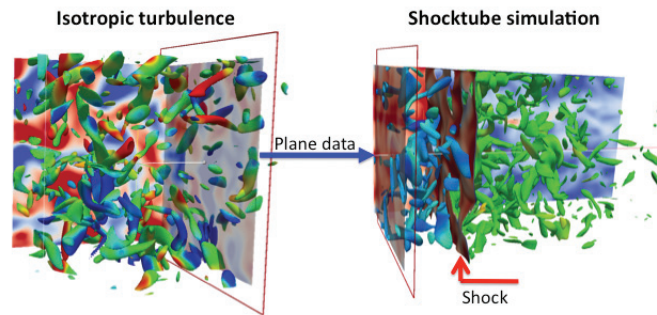 Isotropic turbulence
Shocktube simulation
Plane data
Shock